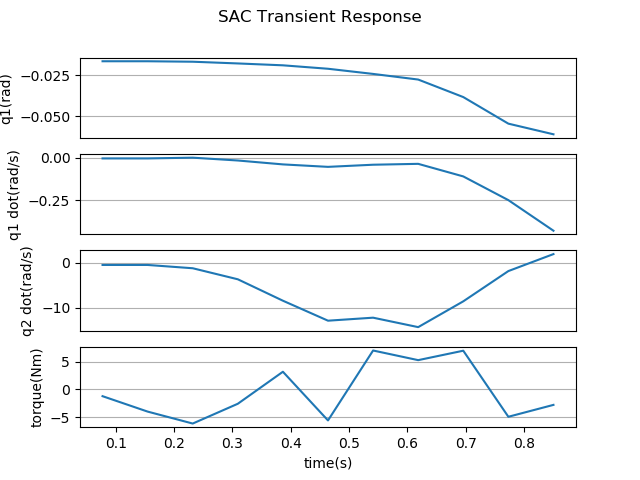 SAC Transient Response
q1(rad)
−0.025
−0.050
q1 dot(rad/s)
0.00
−0.25
q2 dot(rad/s)
0
−10
torque(Nm)
5
0
−5
0.1 0.2 0.3 0.4 0.5 0.6 0.7 0.8
time(s)